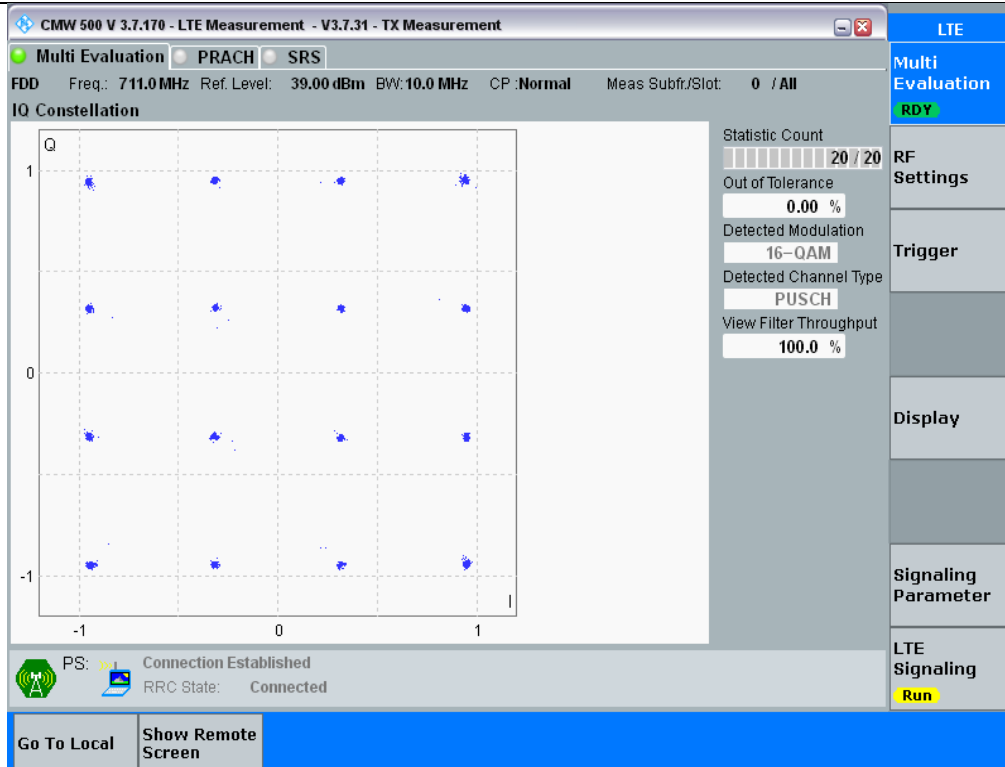 CMW 500 V 3.7.170 - LTE Measurement - V3.7.31 - TX Measurement
LTE
Multi Evaluation PRACH SRS
FDD Freq.: 711.0 MHz Ref. Level: 39.00 dBm BW: 10.0 MHz CP :Normal Meas Subfr./Slot: 0 / All
IQ Constellation
Q
1
0
-1
I
-1 0 1
Statistic Count
20 / 20
Out of Tolerance
0.00 %
Detected Modulation
16-QAM
Detected Channel Type
PUSCH
View Filter Throughput
100.0 %
Multi
Evaluation
RDY
RF
Settings
Trigger
Display
Signaling
Parameter
LTE
Signaling
Run
PS: Connection Established
RRC State: Connected
Go To Local
Show Remote
Screen